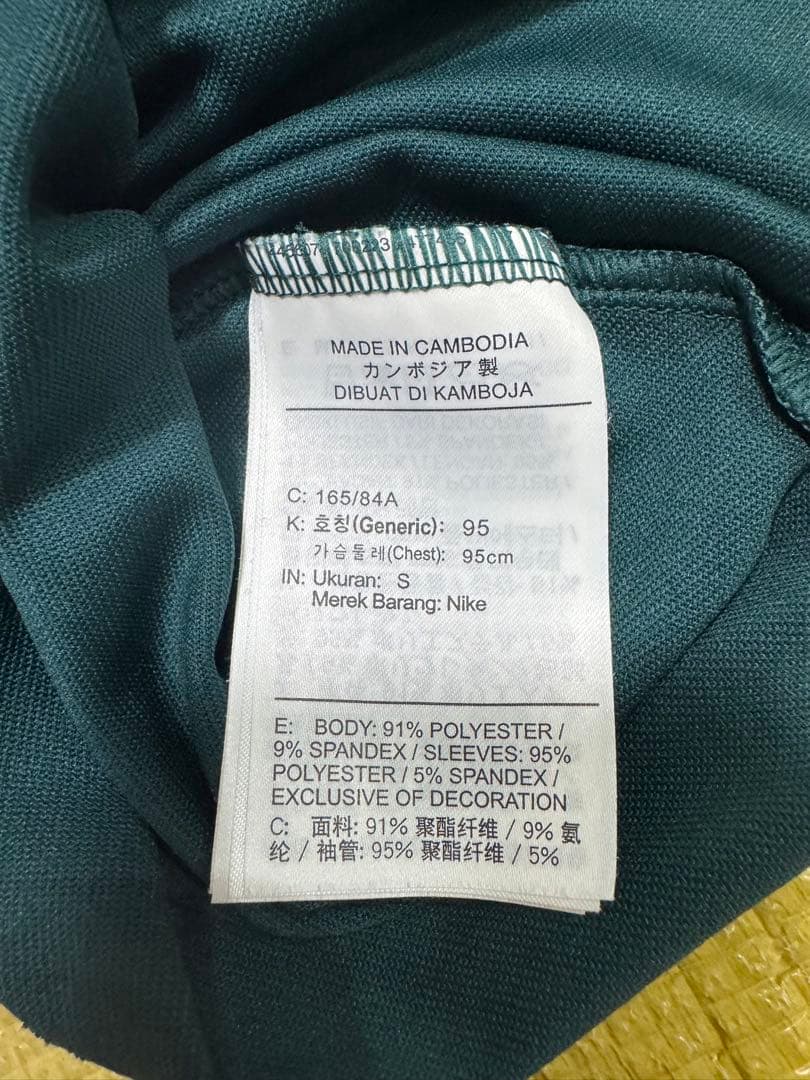 MADE IN CAMBODIA
カンボジア製
DIBUAT DI KAMBOJA
C: 165/84A
K: 호칭(Generic): 95
가슴둘레(Chest): 95cm
IN: Ukuran: S
Merek Barang: Nike
E: BODY: 91% POLYESTER /
9% SPANDEX / SLEEVES: 95%
POLYESTER / 5% SPANDEX /
EXCLUSIVE OF DECORATION
C: 面料: 91% 聚酯纤维 / 9% 氨
纶 / 袖管: 95% 聚酯纤维 / 5%